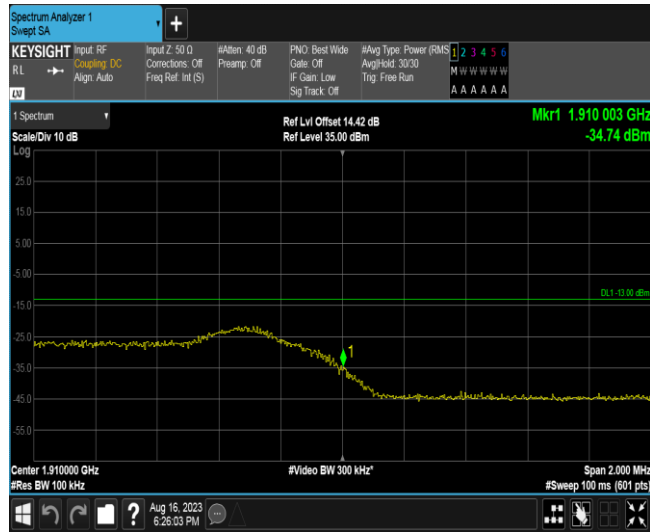 Spectrum Analyzer 1
Swept SA
KEYSIGHT
RL
LXI
Input: RF
Coupling: DC
Align: Auto
Input Z: 50 Ω
Corrections: Off
Freq Ref: Int (S)
#Atten: 40 dB
Preamp: Off
PNO: Best Wide
Gate: Off
IF Gain: Low
Sig Track: Off
#Avg Type: Power (RMS
Avg|Hold: 30/30
Trig: Free Run
1 2 3 4 5 6
M W W W W W
A A A A A A
1 Spectrum
Scale/Div 10 dB
Ref Lvl Offset 14.42 dB
Ref Level 35.00 dBm
Mkr1 1.910 003 GHz
-34.74 dBm
Log
25.0
15.0
5.00
-5.00
DL1 -13.00 dBm
-15.0
-25.0
1
-35.0
-45.0
-55.0
Center 1.910000 GHz
#Video BW 300 kHz*
Span 2.000 MHz
#Res BW 100 kHz
#Sweep 100 ms (601 pts)
?
Aug 16, 2023
6:26:03 PM